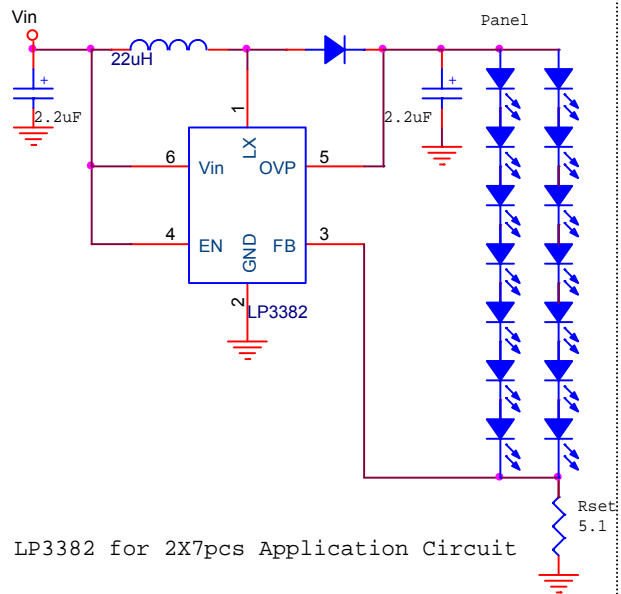 Vin
Panel
22uH
+
2.2uF
+
2.2uF
1
LX
6
Vin
OVP
5
4
EN
GND
FB
3
2
LP3382
Rset
5.1
LP3382 for 2X7pcs Application Circuit